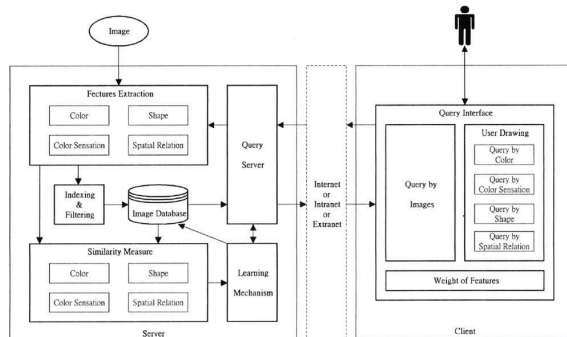 Image
Fectures Extraction
Color
Shape
Color Sensation
Spatial Relation
Indexing
&
Filtering
Image Database
Query
Server
Similarity Measure
Color
Shape
Color Sensation
Spatial Relation
Learning
Mechanism
Server
Internet
or
Intranet
or
Extranet
Query Interface
Query by
Images
User Drawing
Query by
Color
Query by
Color Sensation
Query by
Shape
Query by
Spatial Relation
Weight of Features
Client